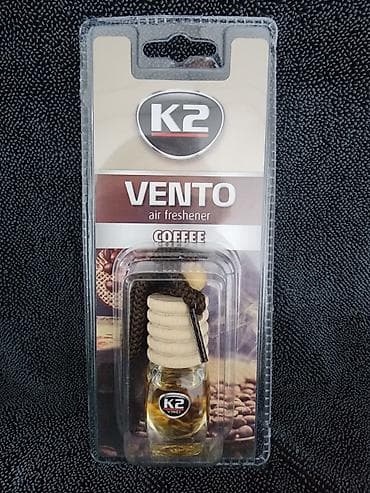 K2
VENTO
air freshener
COFFEE
K2